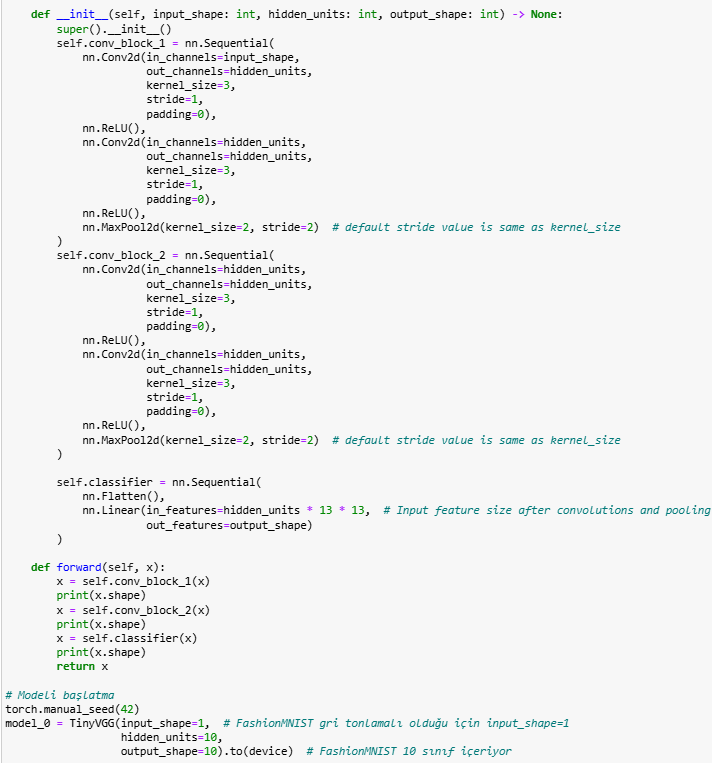 def __init__(self, input_shape: int, hidden_units: int, output_shape: int) -> None:
super().__init__()
self.conv_block_1 = nn.Sequential(
nn.Conv2d(in_channels=input_shape,
out_channels=hidden_units,
kernel_size=3,
stride=1,
padding=0),
nn.ReLU(),
nn.Conv2d(in_channels=hidden_units,
out_channels=hidden_units,
kernel_size=3,
stride=1,
padding=0),
nn.ReLU(),
nn.MaxPool2d(kernel_size=2, stride=2)  # default stride value is same as kernel_size
)
self.conv_block_2 = nn.Sequential(
nn.Conv2d(in_channels=hidden_units,
out_channels=hidden_units,
kernel_size=3,
stride=1,
padding=0),
nn.ReLU(),
nn.Conv2d(in_channels=hidden_units,
out_channels=hidden_units,
kernel_size=3,
stride=1,
padding=0),
nn.ReLU(),
nn.MaxPool2d(kernel_size=2, stride=2)  # default stride value is same as kernel_size
)
self.classifier = nn.Sequential(
nn.Flatten(),
nn.Linear(in_features=hidden_units * 13 * 13,  # Input feature size after convolutions and pooling
out_features=output_shape)
)
def forward(self, x):
x = self.conv_block_1(x)
print(x.shape)
x = self.conv_block_2(x)
print(x.shape)
x = self.classifier(x)
print(x.shape)
return x
# Modeli başlatma
torch.manual_seed(42)
model_0 = TinyVGG(input_shape=1,  # FashionMNIST gri tonlamalı olduğu için input_shape=1
hidden_units=10,
output_shape=10).to(device)  # FashionMNIST 10 sınıf içeriyor